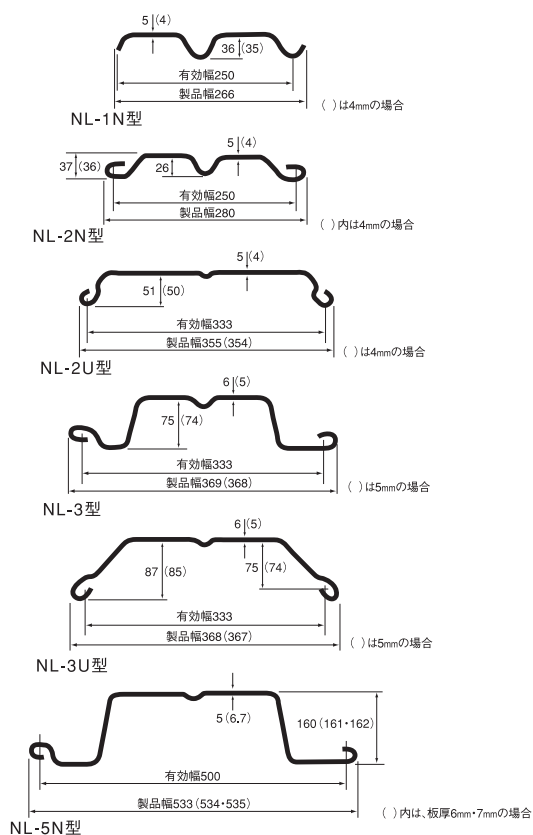 5(4)
36(35)
有効幅250
製品幅266
( )は4mmの場合
NL-1N型
5(4)
37(36)
26
有効幅250
製品幅280
( )内は4mmの場合
NL-2N型
5(4)
51(50)
有効幅333
製品幅355(354)
( )は4mmの場合
NL-2U型
6(5)
75(74)
有効幅333
製品幅369(368)
( )は5mmの場合
NL-3型
6(5)
87(85)
75(74)
有効幅333
製品幅368(367)
( )は5mmの場合
NL-3U型
5(6.7)
160(161・162)
有効幅500
製品幅533(534・535)
( )内は、板厚6mm・7mmの場合
NL-5N型